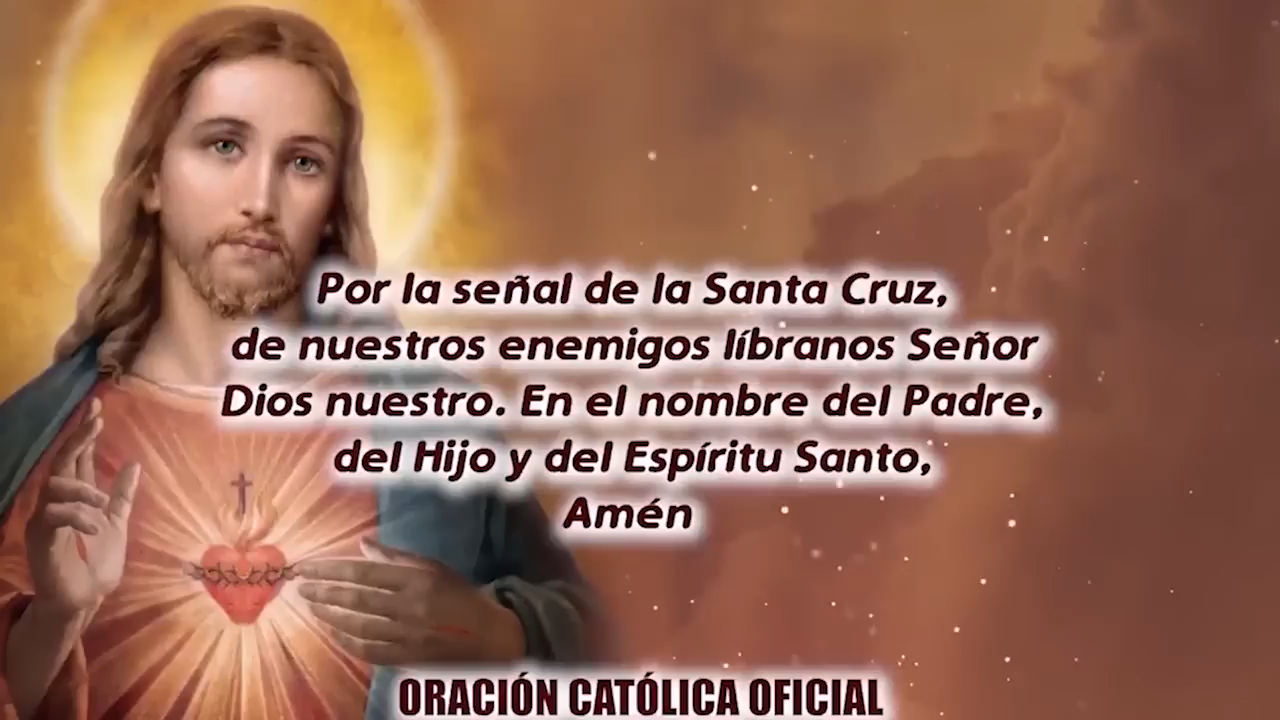 Por la señal de la Santa Cruz,
de nuestros enemigos líbranos Señor
Dios nuestro. En el nombre del Padre,
del Hijo y del Espíritu Santo,
Amén
ORACIÓN CATÓLICA OFICIAL